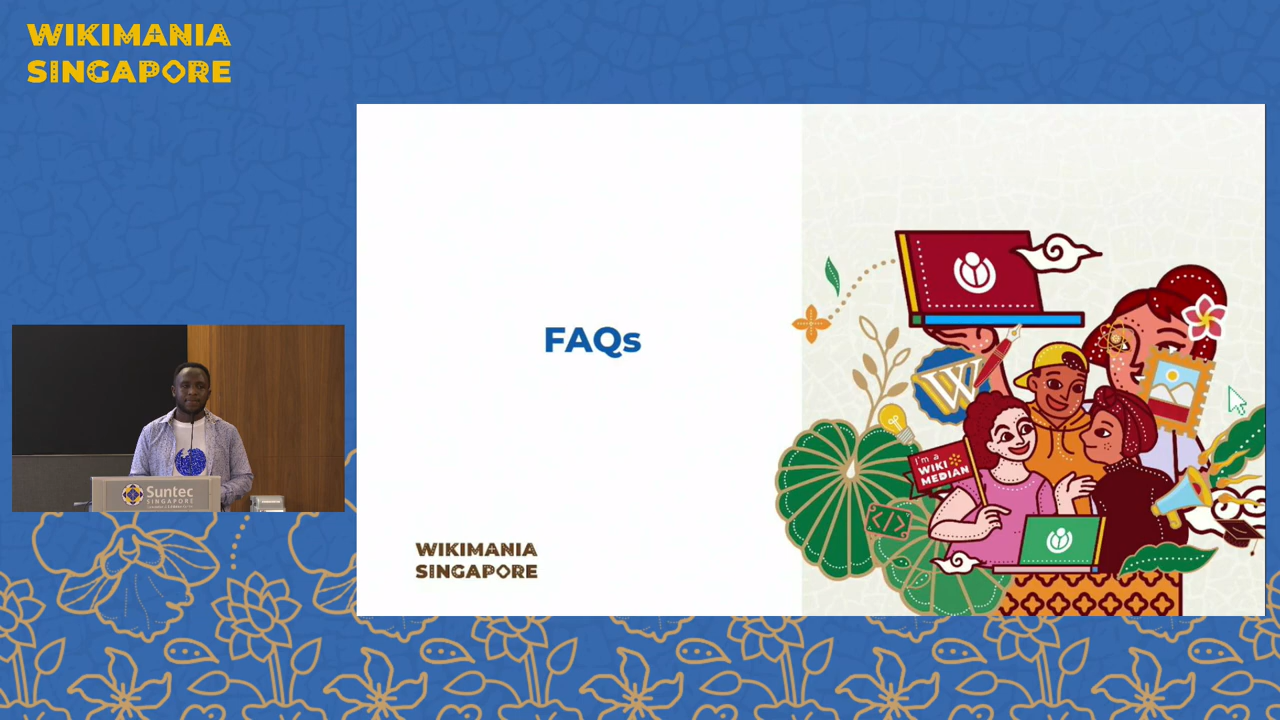 WIKIMANIA
SINGAPORE
FAQs
W
I'm a
WIKI
MEDIAN
</>
WIKIMANIA
SINGAPORE
Suntec
SINGAPORE